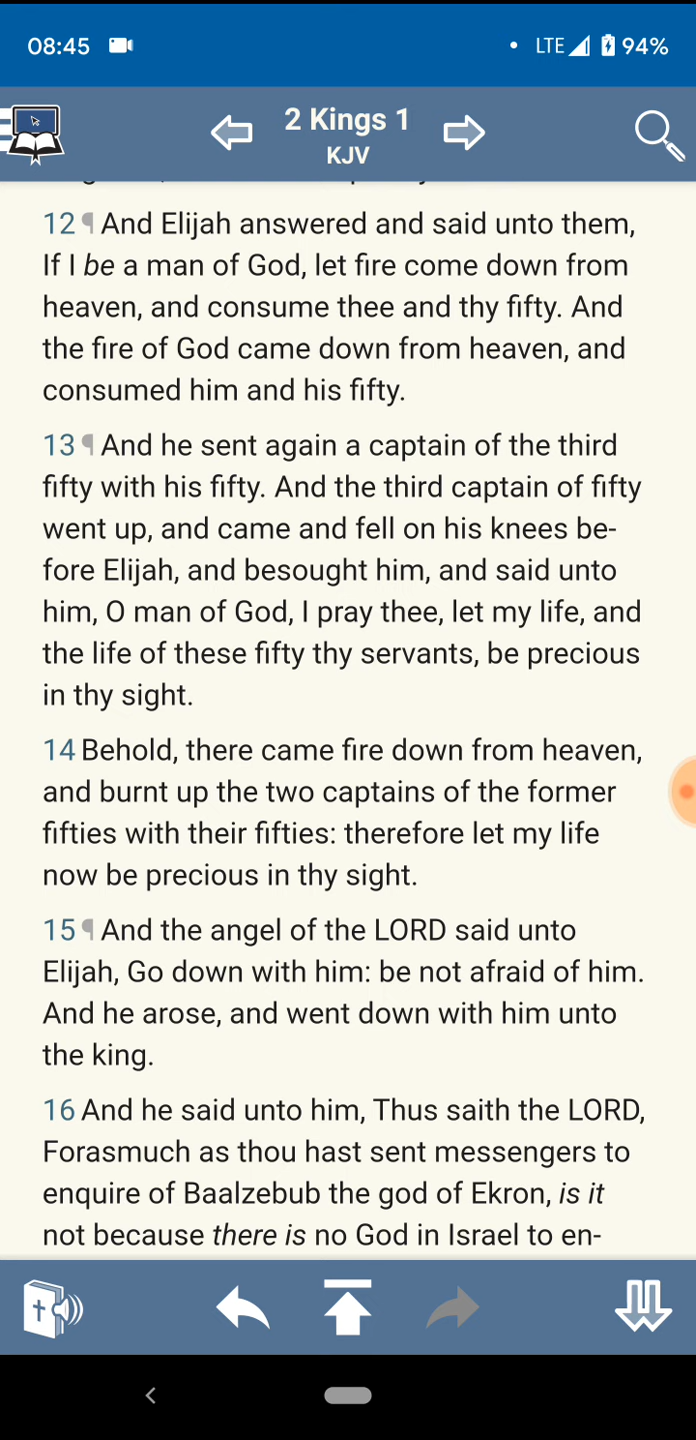 08:45
LTE 94%
2 Kings 1
KJV
12 ¶ And Elijah answered and said unto them,
If I be a man of God, let fire come down from
heaven, and consume thee and thy fifty. And
the fire of God came down from heaven, and
consumed him and his fifty.
13 ¶ And he sent again a captain of the third
fifty with his fifty. And the third captain of fifty
went up, and came and fell on his knees be-
fore Elijah, and besought him, and said unto
him, O man of God, I pray thee, let my life, and
the life of these fifty thy servants, be precious
in thy sight.
14 Behold, there came fire down from heaven,
and burnt up the two captains of the former
fifties with their fifties: therefore let my life
now be precious in thy sight.
15 ¶ And the angel of the LORD said unto
Elijah, Go down with him: be not afraid of him.
And he arose, and went down with him unto
the king.
16 And he said unto him, Thus saith the LORD,
Forasmuch as thou hast sent messengers to
enquire of Baalzebub the god of Ekron, is it
not because there is no God in Israel to en-